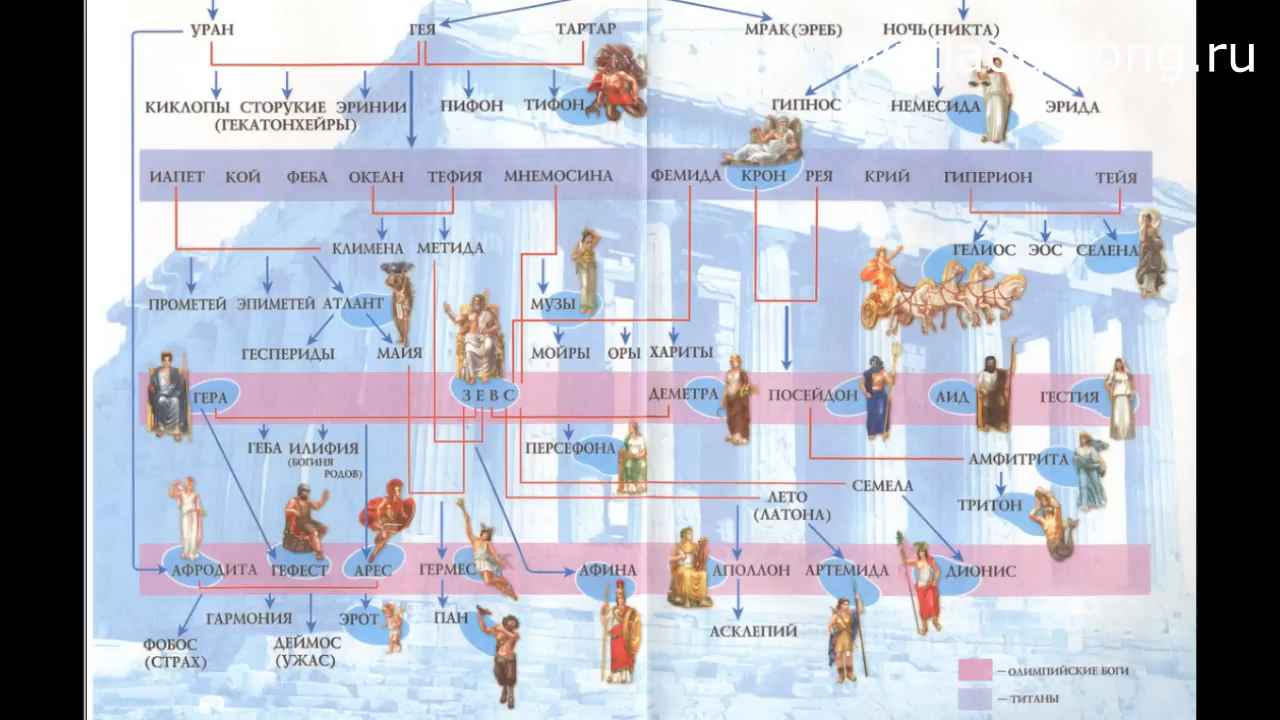 УРАН ГЕЯ ТАРТАР МРАК (ЭРЕБ) НОЧЬ (НИКТА)
КИКЛОПЫ СТОРУКИЕ ЭРИНИИ ПИФОН ТИФОН ГИПНОС НЕМЕСИДА ЭРИДА
(ГЕКАТОНХЕЙРЫ)
ИАПЕТ КОЙ ФЕБА ОКЕАН ТЕФИЯ МНЕМОСИНА ФЕМИДА КРОН РЕЯ КРИЙ ГИПЕРИОН ТЕЙЯ
КЛИМЕНА МЕТИДА ГЕЛИОС ЭОС СЕЛЕНА
ПРОМЕТЕЙ ЭПИМЕТЕЙ АТЛАНТ МУЗЫ
ГЕСПЕРИДЫ МАЙЯ МОЙРЫ ОРЫ ХАРИТЫ
ГЕРА ЗЕВС ДЕМЕТРА ПОСЕЙДОН АИД ГЕСТИЯ
ГЕБА ИЛИФИЯ ПЕРСЕФОНА АМФИТРИТА
(БОГИНЯ
РОДОВ)
СЕМЕЛА
ЛЕТО ТРИТОН
(ЛАТОНА)
АФРОДИТА ГЕФЕСТ АРЕС ГЕРМЕС АФИНА АПОЛЛОН АРТЕМИДА ДИОНИС
ГАРМОНИЯ ЭРОТ ПАН
АСКЛЕПИЙ
ФОБОС ДЕЙМОС
(СТРАХ) (УЖАС)
— ОЛИМПИЙСКИЕ БОГИ
— ТИТАНЫ